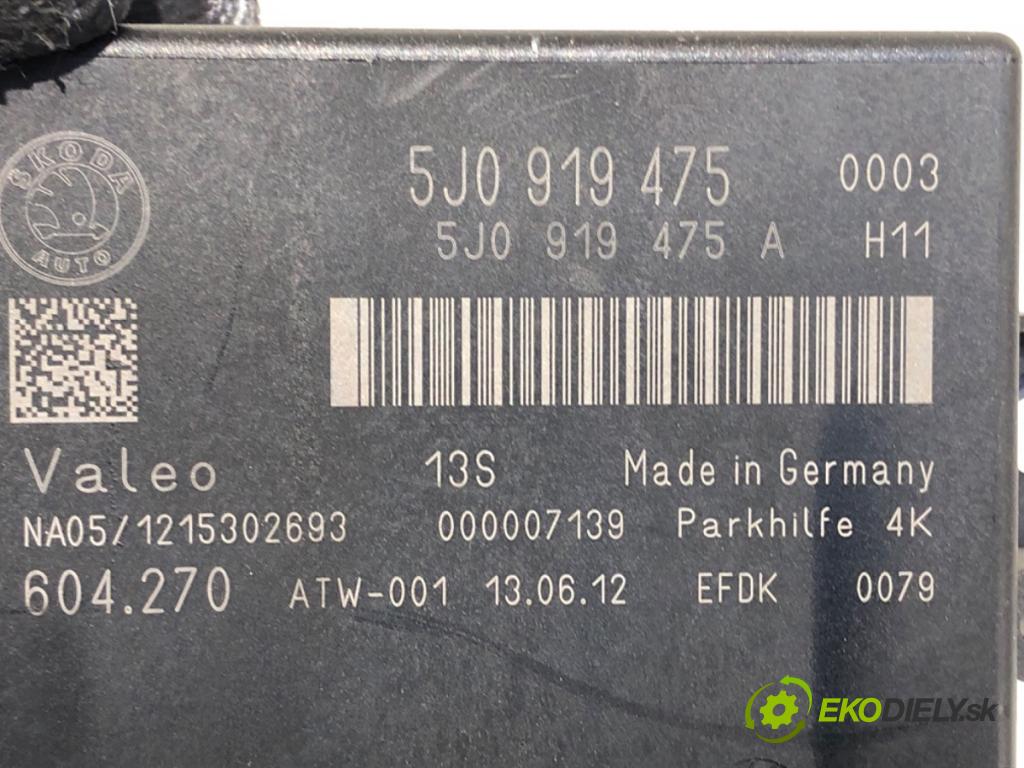 ŠKODA
AUTO
5J0 919 475 0003
5J0 919 475 A H11
Valeo 13S Made in Germany
NA05/1215302693 000007139 Parkhilfe 4K
604.270 ATW-001 13.06.12 EFDK 0079
EKODIELY.sk